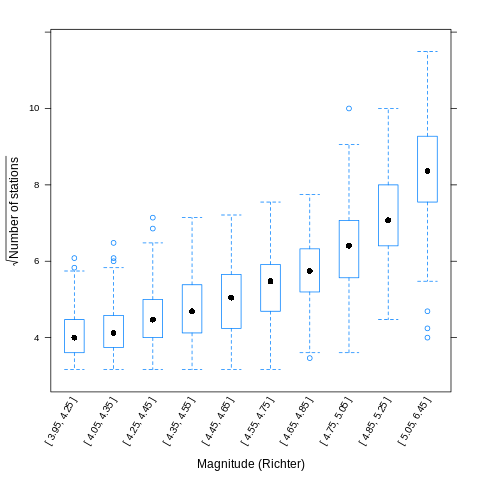 10
8
6
4
√Number of stations
[ 3.95, 4.25 ]
[ 4.05, 4.35 ]
[ 4.25, 4.45 ]
[ 4.35, 4.55 ]
[ 4.45, 4.65 ]
[ 4.55, 4.75 ]
[ 4.65, 4.85 ]
[ 4.75, 5.05 ]
[ 4.85, 5.25 ]
[ 5.05, 6.45 ]
Magnitude (Richter)